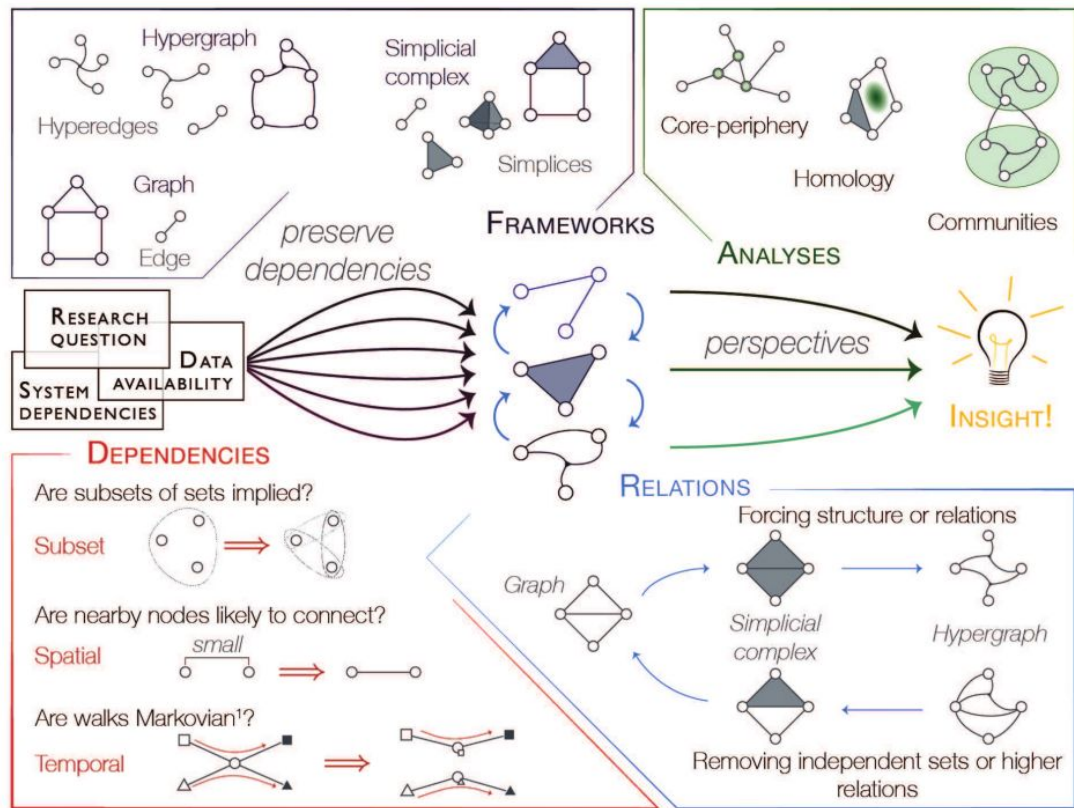 Hypergraph
Hyperedges
Simplicial
complex
Simplices
Graph
Edge
FRAMEWORKS
Core-periphery
Homology
Communities
ANALYSES
preserve
dependencies
RESEARCH
QUESTION
DATA
AVAILABILITY
SYSTEM
DEPENDENCIES
perspectives
INSIGHT!
DEPENDENCIES
Are subsets of sets implied?
Subset
Are nearby nodes likely to connect?
Spatial
small
Are walks Markovian¹?
Temporal
RELATIONS
Forcing structure or relations
Graph
Simplicial
complex
Hypergraph
Removing independent sets or higher
relations